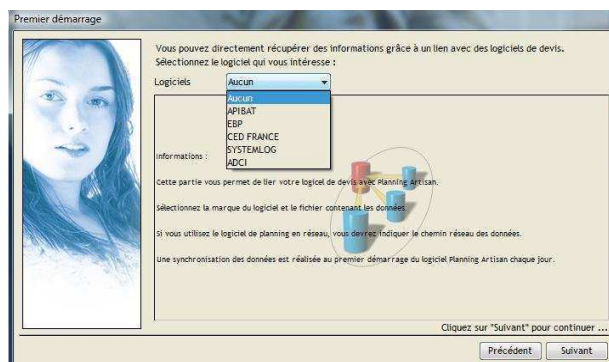 Premier démarrage
Vous pouvez directement récupérer des informations grâce à un lien avec des logiciels de devis.
Sélectionnez le logiciel qui vous intéresse :
Logiciels Aucun
Aucun
APIBAT
EBP
CED FRANCE
SYSTEMLOG
ADCI
Informations :
Cette partie vous permet de lier votre logicel de devis avec Planning Artisan.
Sélectionnez la marque du logiciel et le fichier contenant les données.
Si vous utilisez le logiciel de planning en réseau, vous devrez indiquer le chemin réseau des données.
Une synchronisation des données est réalisée au premier démarrage du logiciel Planning Artisan chaque jour.
Cliquez sur "Suivant" pour continuer ...
Précédent Suivant